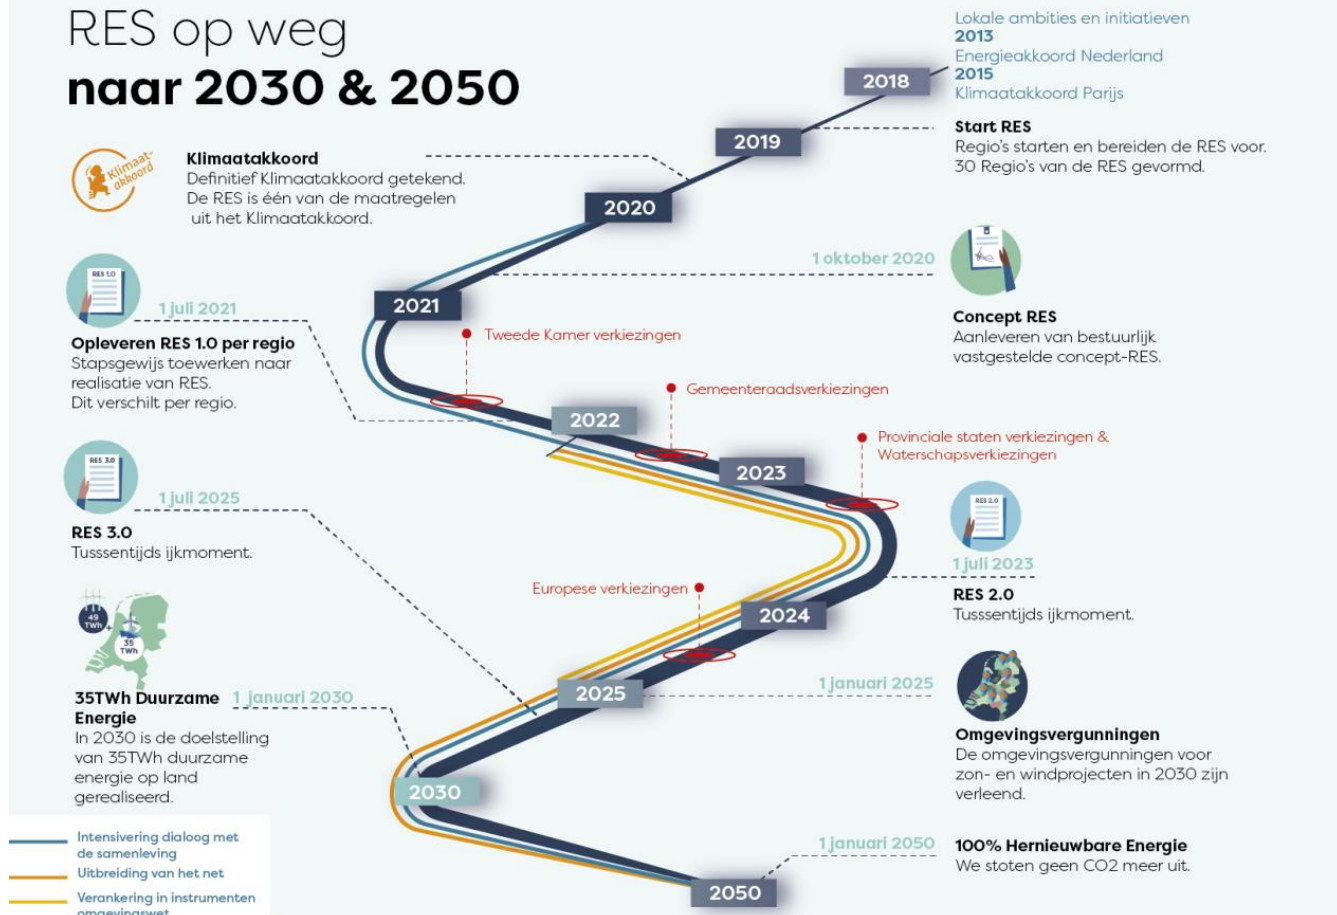 RES op weg
naar 2030 & 2050
Lokale ambities en initiatieven
2013
Energieakkoord Nederland
2015
Klimaatakkoord Parijs
2018
Start RES
Regio's starten en bereiden de RES voor.
30 Regio's van de RES gevormd.
2019
Klimaat-
akkoord
Klimaatakkoord
Definitief Klimaatakkoord getekend.
De RES is één van de maatregelen
uit het Klimaatakkoord.
2020
1 oktober 2020
Concept RES
Aanleveren van bestuurlijk
vastgestelde concept-RES.
2021
RES 1.0
1 juli 2021
Opleveren RES 1.0 per regio
Stapsgewijs toewerken naar
realisatie van RES.
Dit verschilt per regio.
Tweede Kamer verkiezingen
2022
Gemeenteraadsverkiezingen
2023
Provinciale staten verkiezingen &
Waterschapsverkiezingen
RES 2.0
1 juli 2023
RES 2.0
Tusssentijds ijkmoment.
RES 3.0
1 juli 2025
RES 3.0
Tusssentijds ijkmoment.
Europese verkiezingen
2024
2025
1 januari 2025
Omgevingsvergunningen
De omgevingsvergunningen voor
zon- en windprojecten in 2030 zijn
verleend.
49
TWh
+
35
TWh
35TWh Duurzame
Energie
1 januari 2030
In 2030 is de doelstelling
van 35TWh duurzame
energie op land
gerealiseerd.
2030
1 januari 2050
100% Hernieuwbare Energie
We stoten geen CO2 meer uit.
2050
Intensivering dialoog met
de samenleving
Uitbreiding van het net
Verankering in instrumenten
omgevingswet